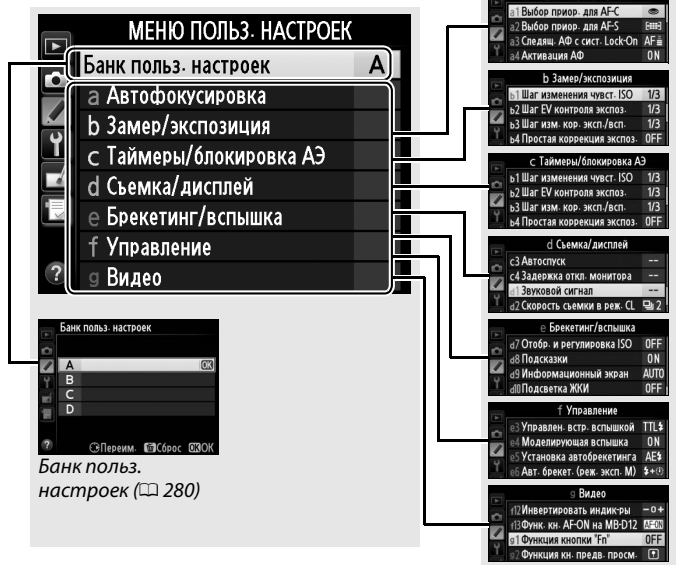 МЕНЮ ПОЛЬЗ. НАСТРОЕК
Банк польз. настроек A
a Автофокусировка
b Замер/экспозиция
c Таймеры/блокировка АЭ
d Съемка/дисплей
e Брекетинг/вспышка
f Управление
g Видео
?
Банк польз. настроек
A OK
B
C
D
?
Переим. Сброс OK OK
Банк польз.
настроек (280)
a1 Выбор приор. для AF-C
a2 Выбор приор. для AF-S
a3 Следящ. АФ с сист. Lock-On AF
a4 Активация АФ ON
b Замер/экспозиция
b1 Шаг изменения чувст. ISO 1/3
b2 Шаг EV контроля экспоз. 1/3
b3 Шаг изм. кор. эксп./всп. 1/3
b4 Простая коррекция экспоз. OFF
c Таймеры/блокировка АЭ
b1 Шаг изменения чувст. ISO 1/3
b2 Шаг EV контроля экспоз. 1/3
b3 Шаг изм. кор. эксп./всп. 1/3
b4 Простая коррекция экспоз. OFF
d Съемка/дисплей
c3 Автоспуск --
c4 Задержка откл. монитора --
d1 Звуковой сигнал --
d2 Скорость съемки в реж. CL 2
e Брекетинг/вспышка
d7 Отобр. и регулировка ISO OFF
d8 Подсказки ON
d9 Информационный экран AUTO
d10 Подсветка ЖКИ OFF
f Управление
e3 Управлен. встр. вспышкой TTL
e4 Моделирующая вспышка ON
e5 Установка автобрекетинга AE
e6 Авт. брекет. (реж. эксп. M)
g Видео
f12 Инвертировать индик-ры -0+
f13 Функ. кн. AF-ON на MB-D12 AF-ON
g1 Функция кнопки "Fn" OFF
g2 Функция кн. предв. просм.